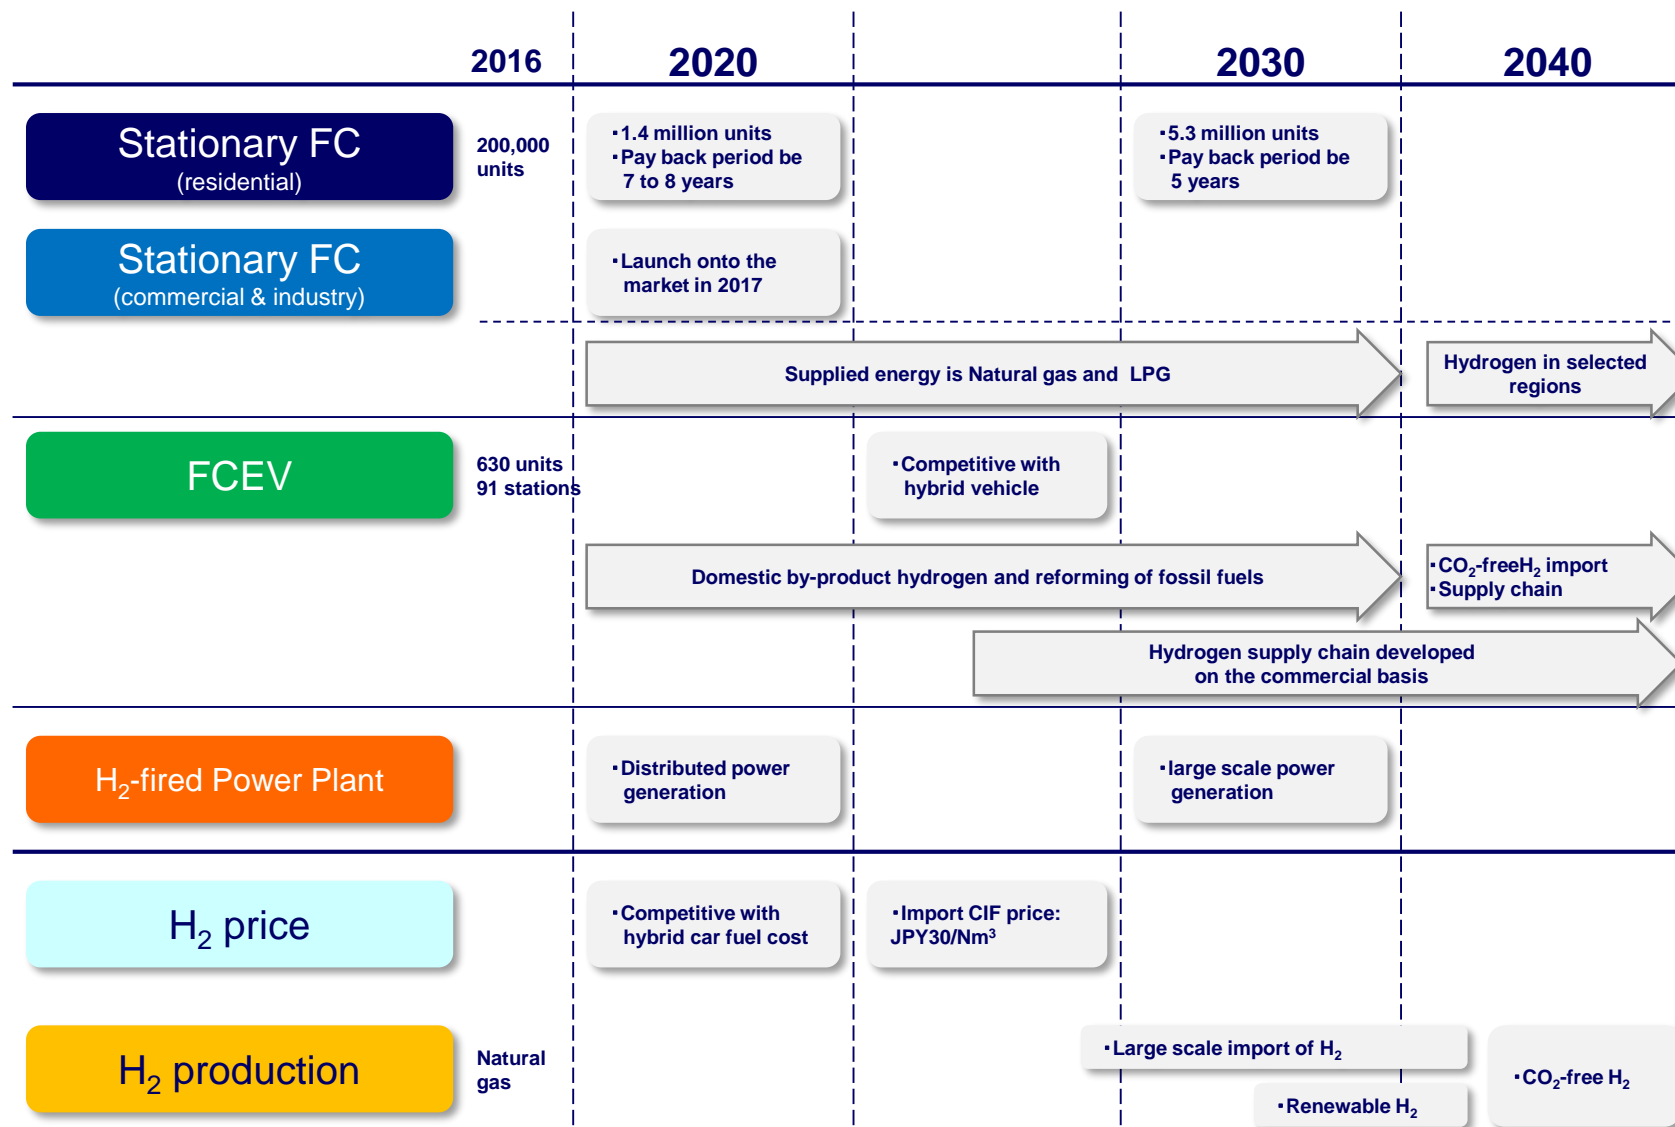 2016
2020
2030
2040
Stationary FC
(residential)
200,000
units
・1.4 million units
・Pay back period be
7 to 8 years
・5.3 million units
・Pay back period be
5 years
Stationary FC
(commercial & industry)
・Launch onto the
market in 2017
Supplied energy is Natural gas and LPG
Hydrogen in selected
regions
FCEV
630 units
91 stations
・Competitive with
hybrid vehicle
Domestic by-product hydrogen and reforming of fossil fuels
・CO₂-freeH₂ import
・Supply chain
Hydrogen supply chain developed
on the commercial basis
H₂-fired Power Plant
・Distributed power
generation
・large scale power
generation
H₂ price
・Competitive with
hybrid car fuel cost
・Import CIF price:
JPY30/Nm³
H₂ production
Natural
gas
・Large scale import of H₂
・Renewable H₂
・CO₂-free H₂